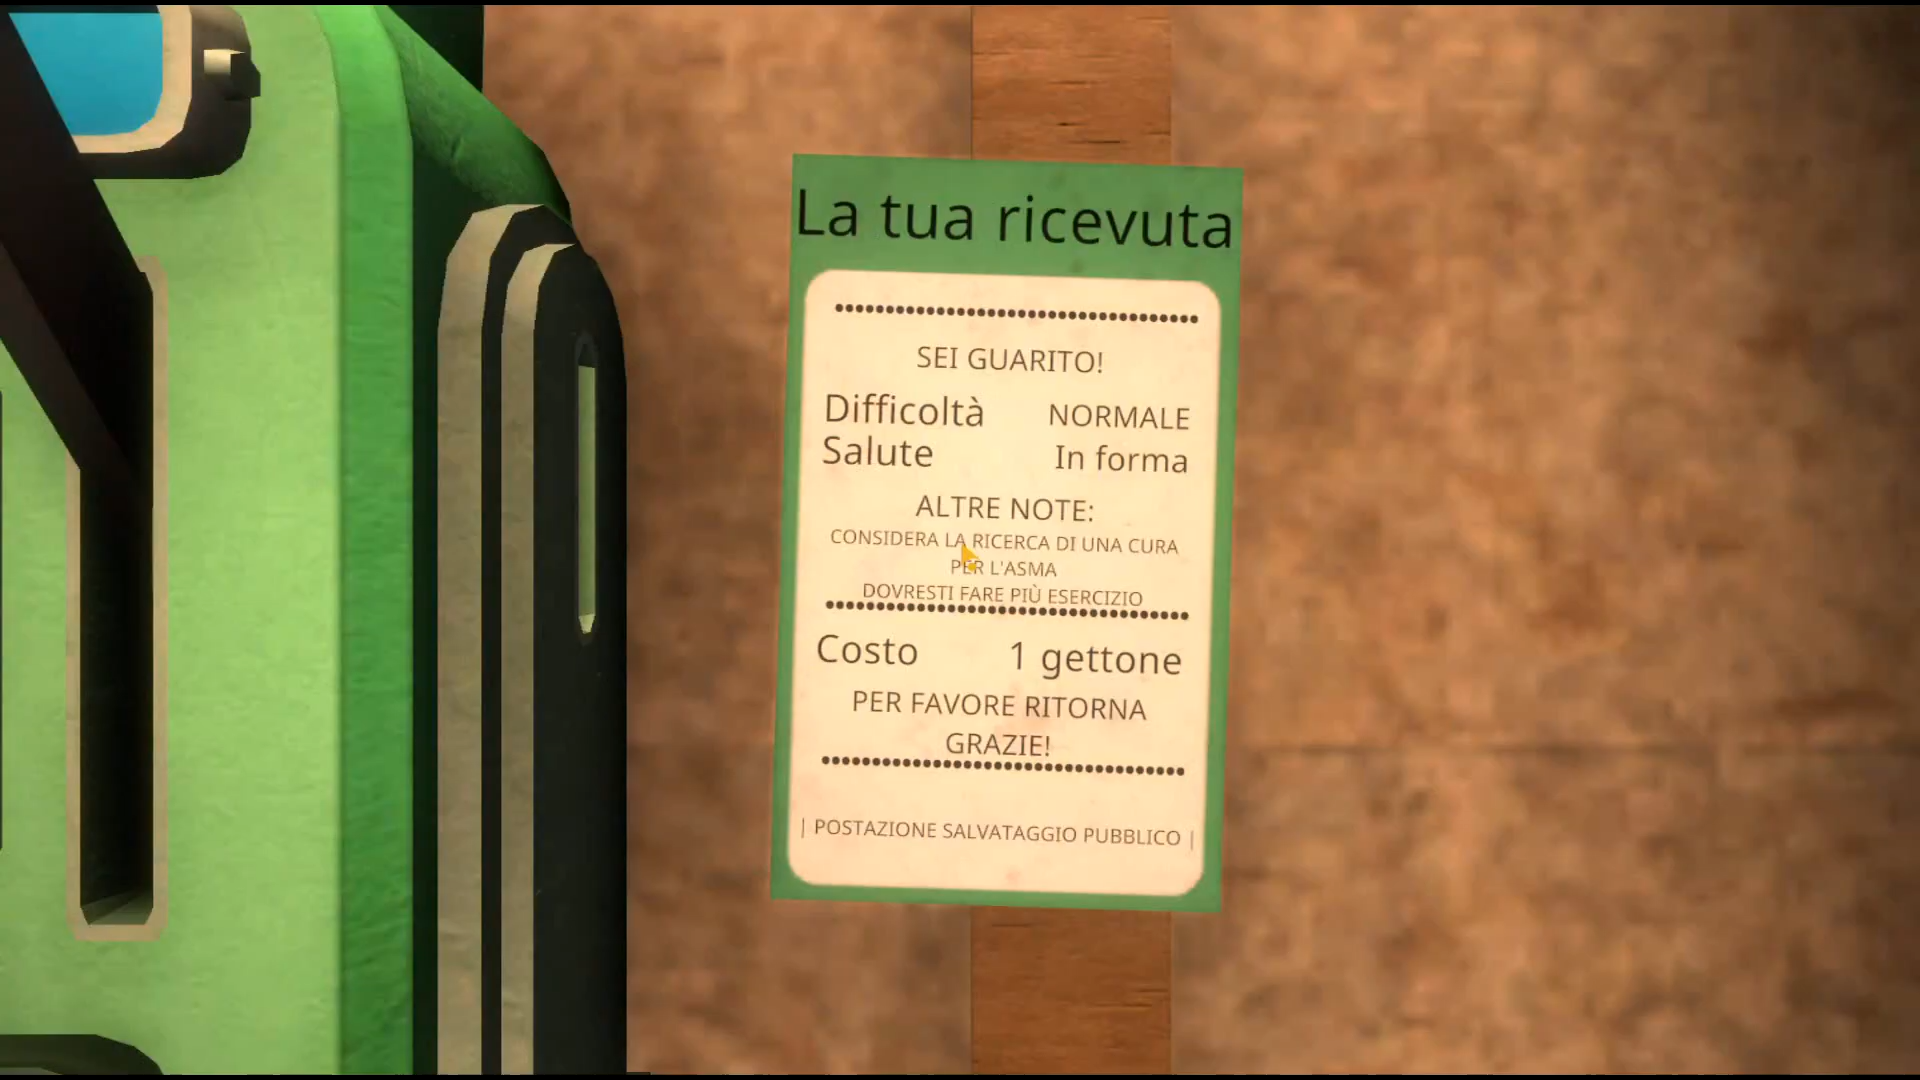 La tua ricevuta
SEI GUARITO!
Difficoltà NORMALE
Salute In forma
ALTRE NOTE:
CONSIDERA LA RICERCA DI UNA CURA
PER L'ASMA
DOVRESTI FARE PIÙ ESERCIZIO
Costo 1 gettone
PER FAVORE RITORNA
GRAZIE!
| POSTAZIONE SALVATAGGIO PUBBLICO |